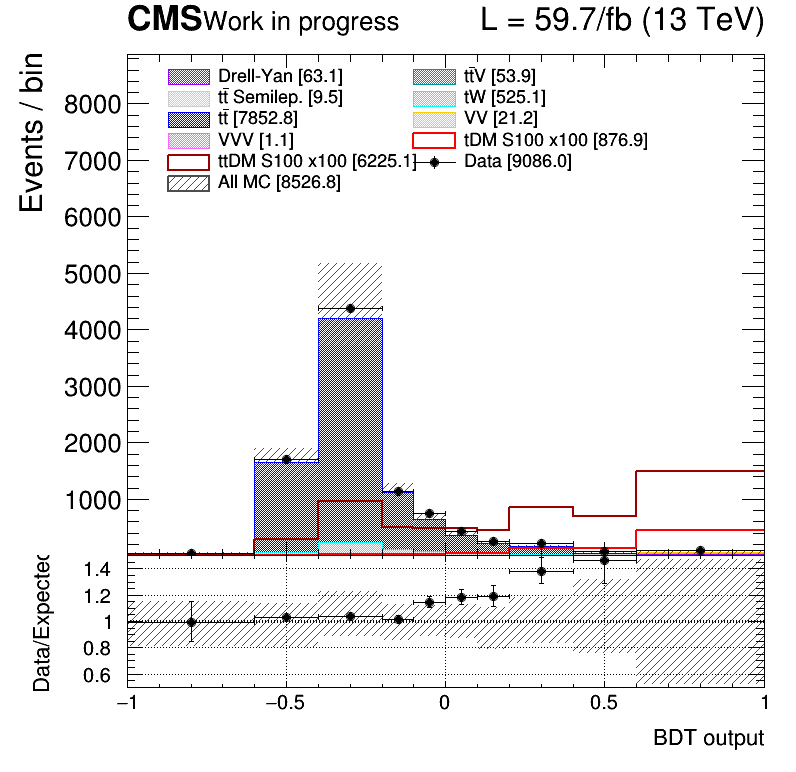 CMS Work in progress L = 59.7/fb (13 TeV)
Events / bin
8000
7000
6000
5000
4000
3000
2000
1000
Drell-Yan [63.1]
tt̄V [53.9]
tt̄ Semilep. [9.5]
tW [525.1]
tt̄ [7852.8]
VV [21.2]
VVV [1.1]
tDM S100 x100 [876.9]
ttDM S100 x100 [6225.1]
Data [9086.0]
All MC [8526.8]
Data/Expected
1.4
1.2
1
0.8
0.6
−1 −0.5 0 0.5 1
BDT output